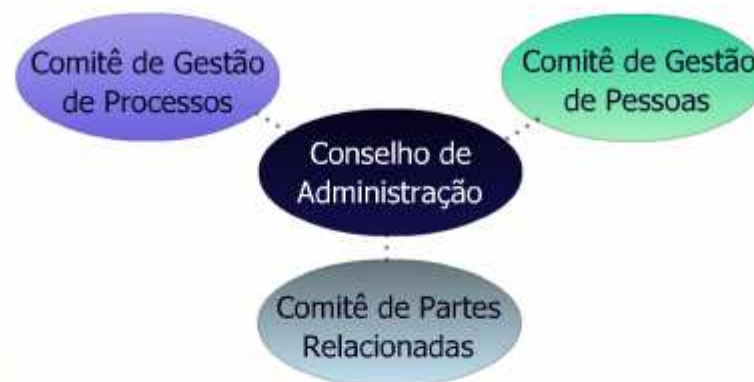 Comitê de Gestão
de Processos
Comitê de Gestão
de Pessoas
Conselho de
Administração
Comitê de Partes
Relacionadas